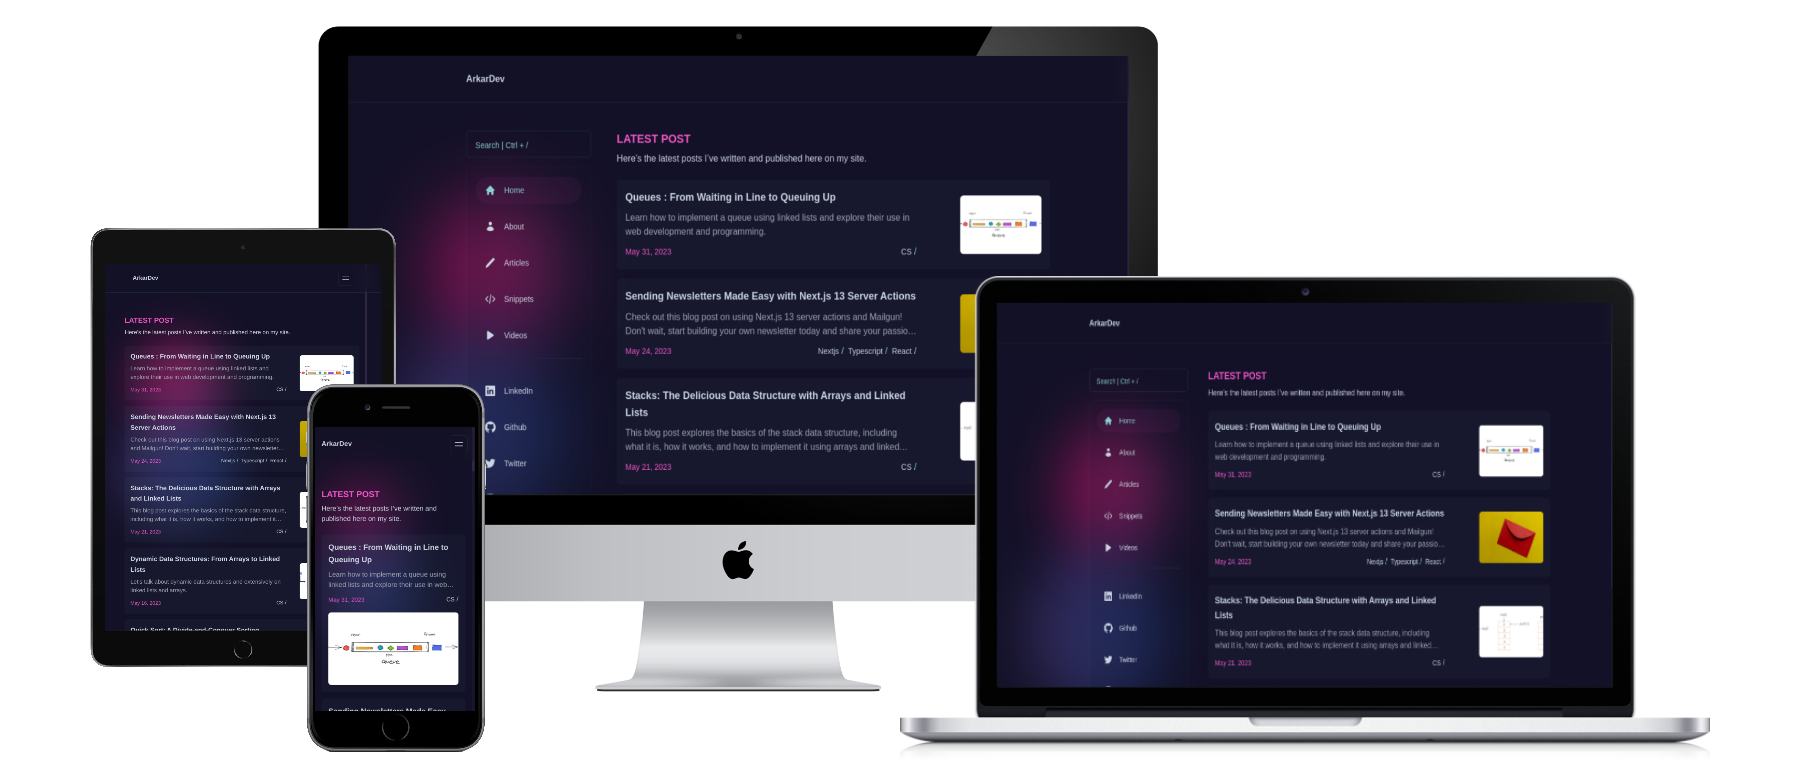 ArkarDev
Search | Ctrl + /
Home
About
Articles
Snippets
Videos
LinkedIn
Github
Twitter
LATEST POST
Here's the latest posts I've written and published here on my site.
Queues : From Waiting in Line to Queuing Up
Learn how to implement a queue using linked lists and explore their use in
web development and programming.
May 31, 2023
CS /
Sending Newsletters Made Easy with Next.js 13 Server Actions
Check out this blog post on using Next.js 13 server actions and Mailgun!
Don't wait, start building your own newsletter today and share your passio...
May 24, 2023
Nextjs / Typescript / React /
Stacks: The Delicious Data Structure with Arrays and Linked
Lists
This blog post explores the basics of the stack data structure, including
what it is, how it works, and how to implement it using arrays and linked...
May 21, 2023
CS /
ArkarDev
LATEST POST
Here's the latest posts I've written and published here on my site.
Queues : From Waiting in Line to Queuing Up
Learn how to implement a queue using linked lists and
explore their use in web development and programming.
May 31, 2023
CS /
Sending Newsletters Made Easy with Next.js 13
Server Actions
Check out this blog post on using Next.js 13 server actions
and Mailgun! Don't wait, start building your own newsletter...
May 24, 2023
Nextjs / Typescript / React /
Stacks: The Delicious Data Structure with Arrays
and Linked Lists
This blog post explores the basics of the stack data structure,
including what it is, how it works, and how to implement it...
May 21, 2023
CS /
Dynamic Data Structures: From Arrays to Linked
Lists
Let's talk about dynamic data structures and extensively on
linked lists and arrays.
May 16, 2023
CS /
Quick Sort: A Divide-and-Conquer Sorting
ArkarDev
LATEST POST
Here's the latest posts I've written and
published here on my site.
Queues : From Waiting in Line to
Queuing Up
Learn how to implement a queue using
linked lists and explore their use in web...
May 31, 2023
CS /
Queue
Sending Newsletters Made Easy
ArkarDev
Search | Ctrl + /
Home
About
Articles
Snippets
Videos
LinkedIn
Github
Twitter
LATEST POST
Here's the latest posts I've written and published here on my site.
Queues : From Waiting in Line to Queuing Up
Learn how to implement a queue using linked lists and explore their use in
web development and programming.
May 31, 2023
CS /
Sending Newsletters Made Easy with Next.js 13 Server Actions
Check out this blog post on using Next.js 13 server actions and Mailgun!
Don't wait, start building your own newsletter today and share your passio...
May 24, 2023
Nextjs / Typescript / React /
Stacks: The Delicious Data Structure with Arrays and Linked
Lists
This blog post explores the basics of the stack data structure, including
what it is, how it works, and how to implement it using arrays and linked...
May 21, 2023
CS /